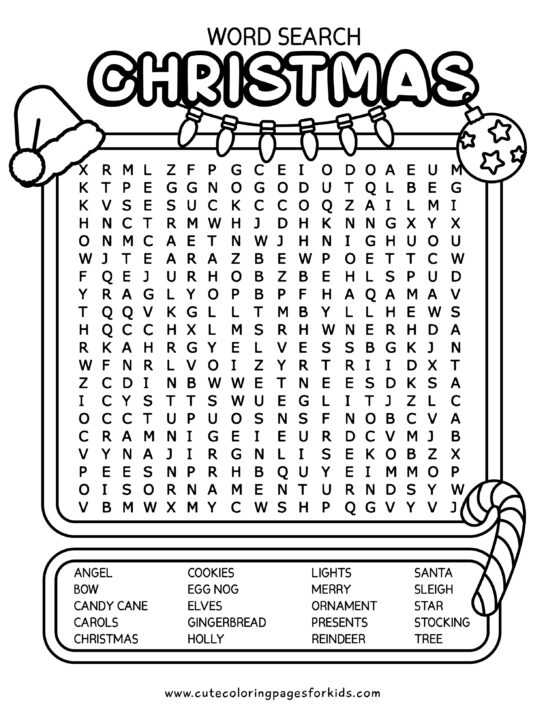 WORD SEARCH
CHRISTMAS
X R M L Z F P G C E I O D O A E U M
K T P E G G N O G O D U T Q L B E G
K V S E S U C K C C O Q Z A I L M I
H N C T R M W H J D H K N N G X Y X
O N M C A E T N W J H N I G H U O U
W J T E A R A Z B E W P O E T T C W
F Q E J U R H O B Z B E H L S P U D
Y R A G L Y O P B P F H A Q A M A V
T Q Q V K G L L T M B Y L L H E W S
H Q C C H X L M S R H W N E R H D A
R K A H R G Y E L V E S S B G K J N
W F N R L V O I Z Y R T R I I D X T
Z C D I N B W W E T N E E S D K S A
I C Y S T T S W U E G L I T J Z L C
O C C T U P U O S N S F N O B C V A
C R A M N I G E I E U R D C V M J B
V Y N A J I R G N L I S E K O B Z X
P E E S N P R H B Q U Y E I M M O P
O I S O R N A M E N T U R N D S Y W
V B M W X M Y C W S H P Q G V Y V J
ANGEL COOKIES LIGHTS SANTA
BOW EGG NOG MERRY SLEIGH
CANDY CANE ELVES ORNAMENT STAR
CAROLS GINGERBREAD PRESENTS STOCKING
CHRISTMAS HOLLY REINDEER TREE
www.cutecoloringpagesforkids.com